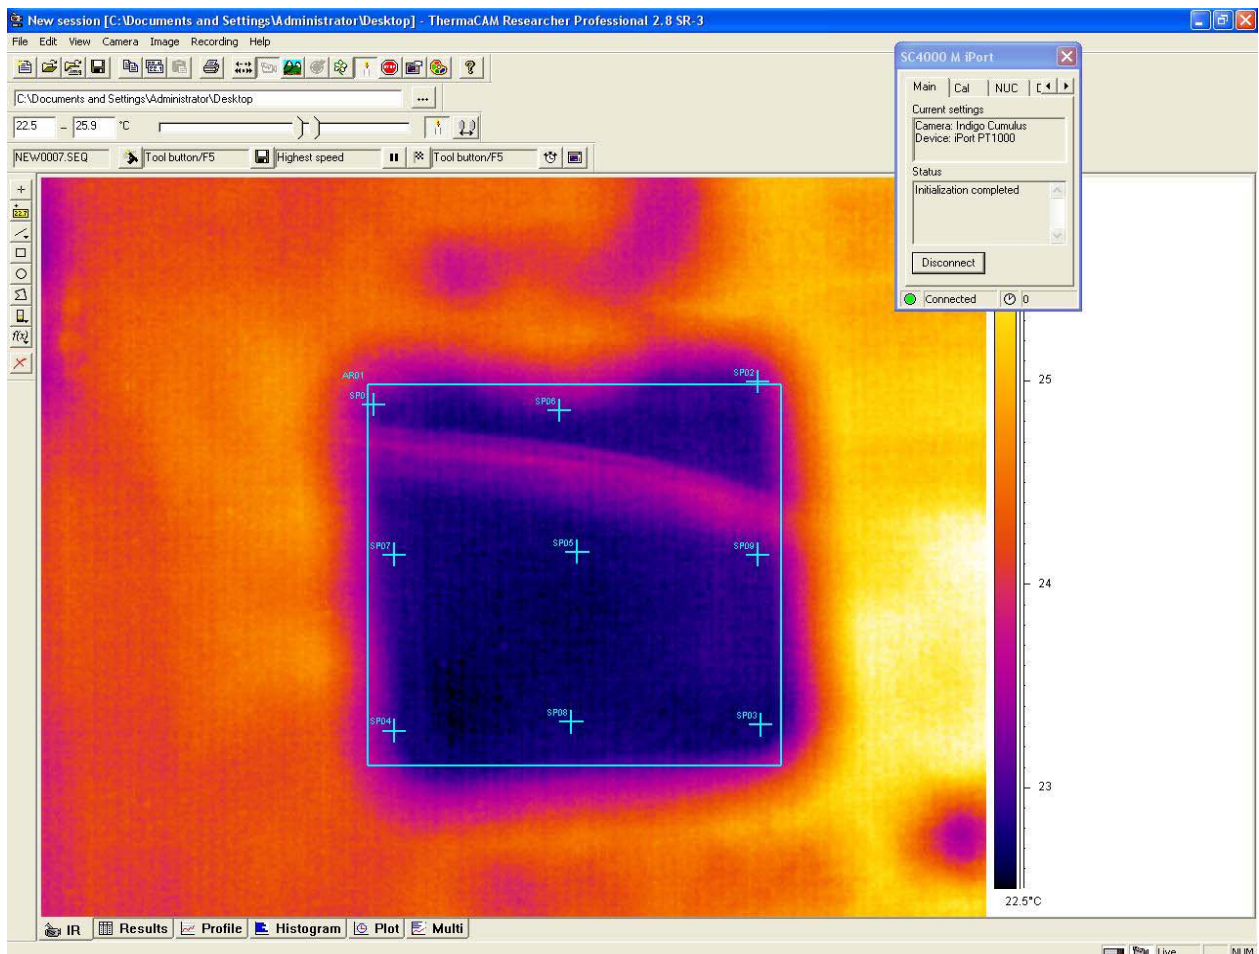 New session [C:\Documents and Settings\Administrator\Desktop] - ThermaCAM Researcher Professional 2.8 SR-3
File Edit View Camera Image Recording Help
C:\Documents and Settings\Administrator\Desktop ...
22.5 – 25.9 °C
NEW0007.SEQ Tool button/F5 Highest speed Tool button/F5
SC4000 M iPort
Main Cal NUC
Current settings
Camera: Indigo Cumulus
Device: iPort PT1000
Status
Initialization completed
Disconnect
Connected 0
22.7
f(x)
AR01
SP02
SP0
SP06
SP07
SP05
SP09
SP04
SP08
SP03
25
24
23
22.5°C
IR Results Profile Histogram Plot Multi
Live NUM